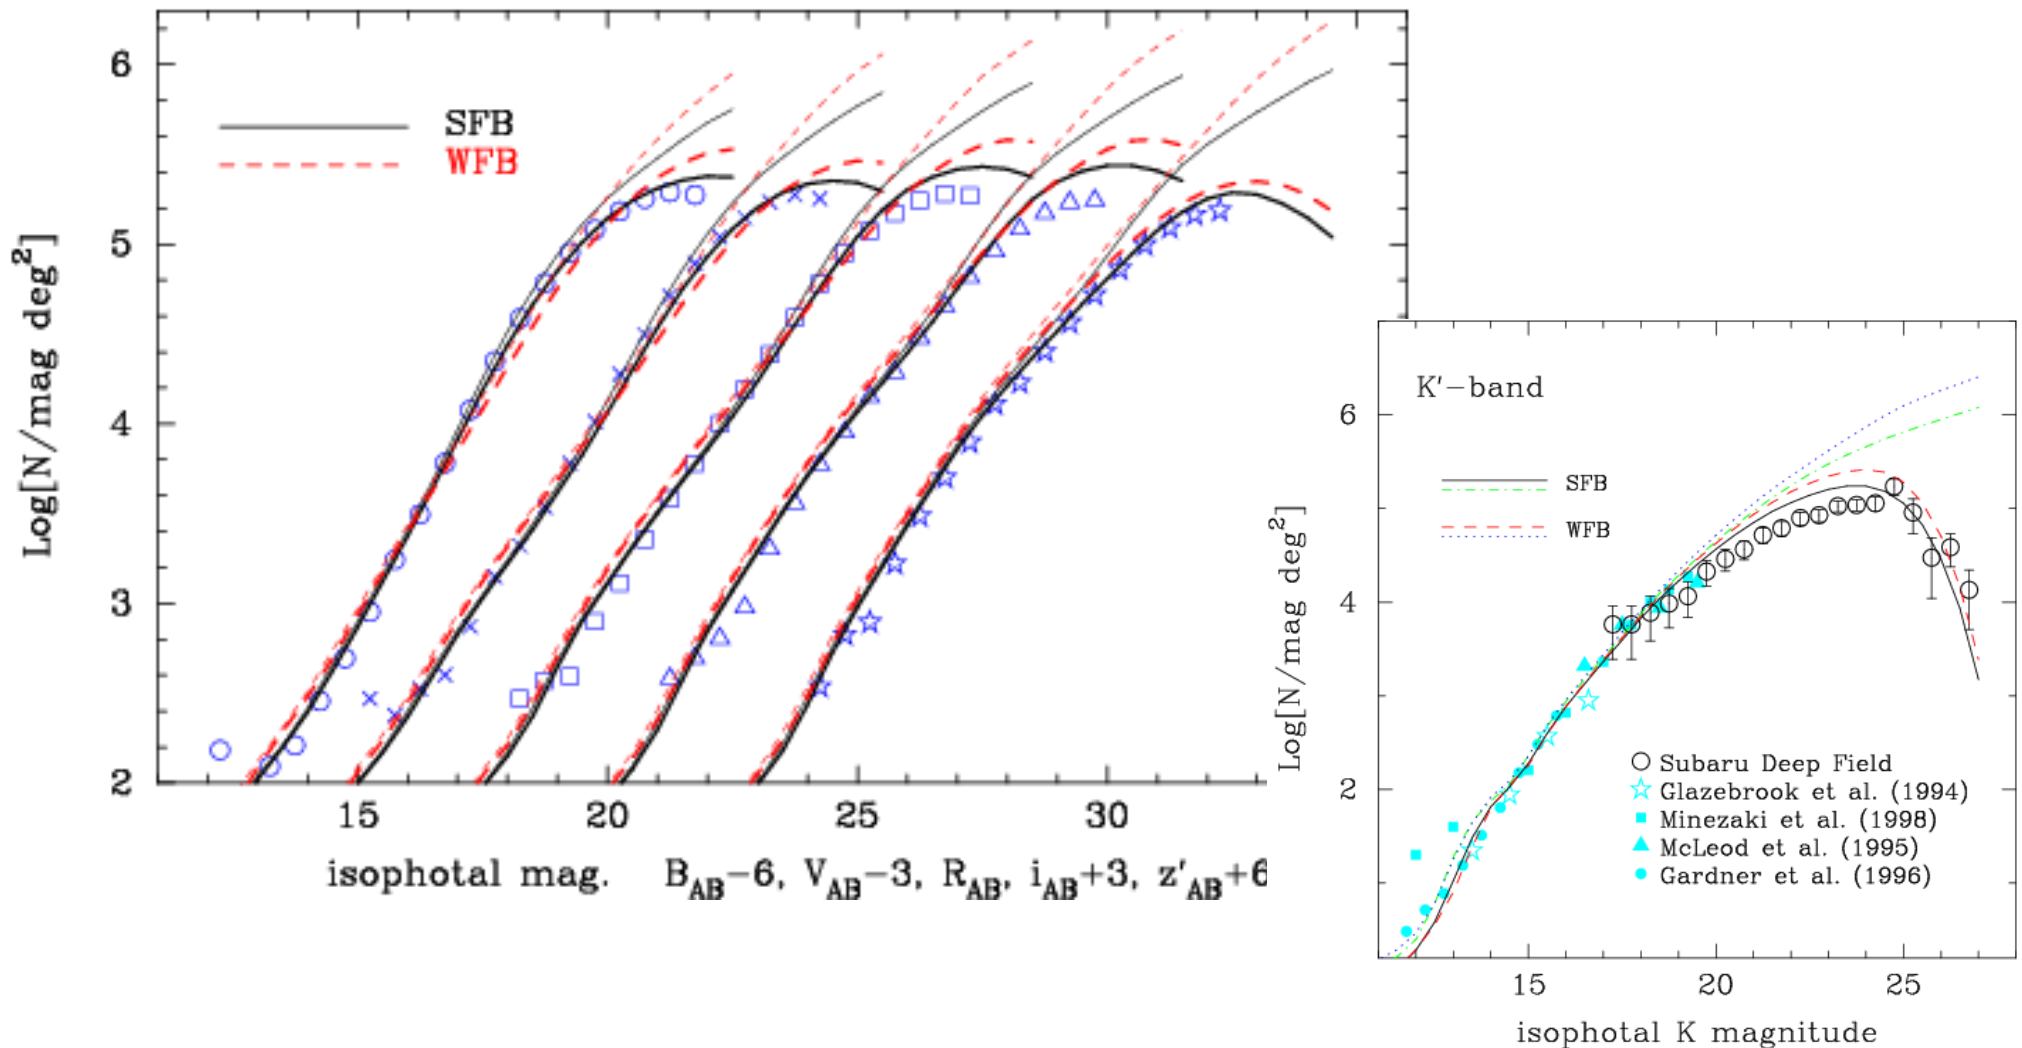 6
5
4
3
2
Log[N/mag deg²]
SFB
WFB
15
20
25
30
isophotal mag. B_AB−6, V_AB−3, R_AB, i_AB+3, z′_AB+6
K′−band
6
4
2
Log[N/mag deg²]
SFB
WFB
Subaru Deep Field
Glazebrook et al. (1994)
Minezaki et al. (1998)
McLeod et al. (1995)
Gardner et al. (1996)
15
20
25
isophotal K magnitude